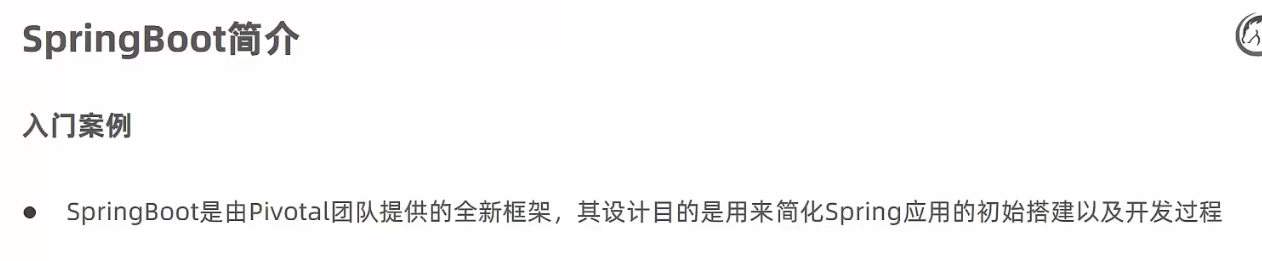 SpringBoot简介
入门案例
● SpringBoot是由Pivotal团队提供的全新框架，其设计目的是用来简化Spring应用的初始搭建以及开发过程